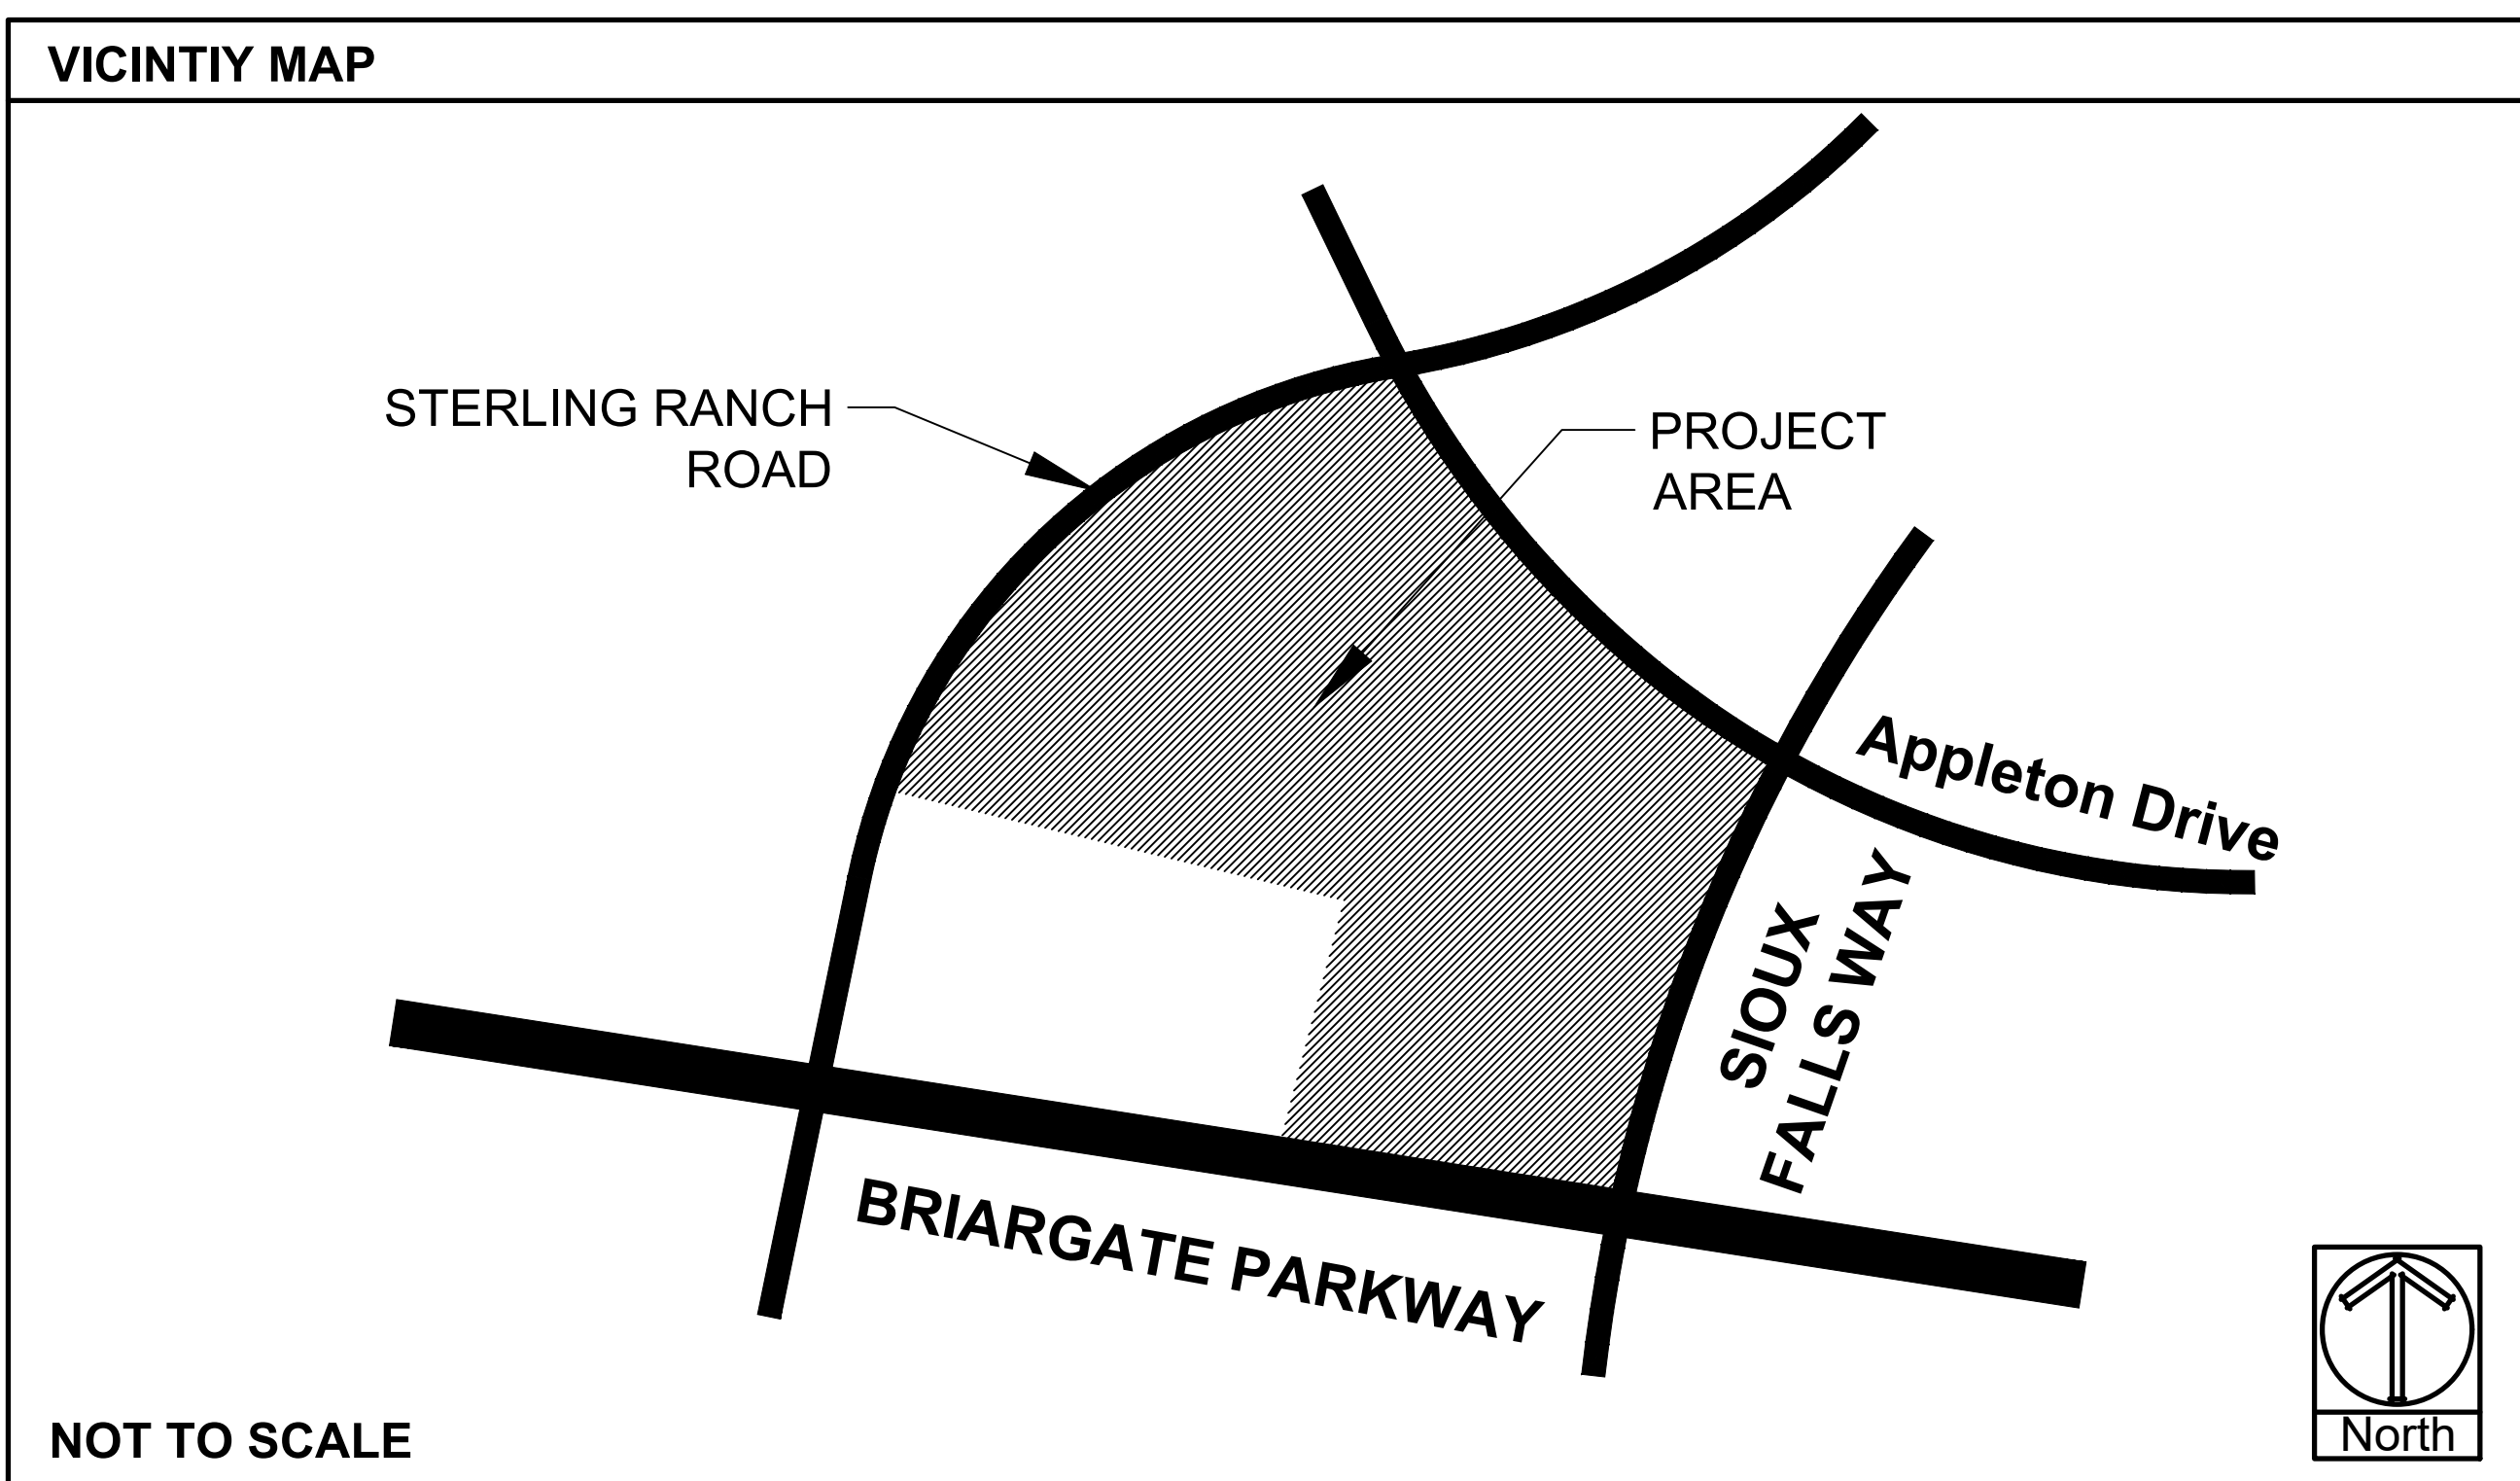 VICINTIY MAP
STERLING RANCH
ROAD
PROJECT
AREA
Appleton Drive
SIOUX
FALLS WAY
BRIARGATE PARKWAY
NOT TO SCALE
North